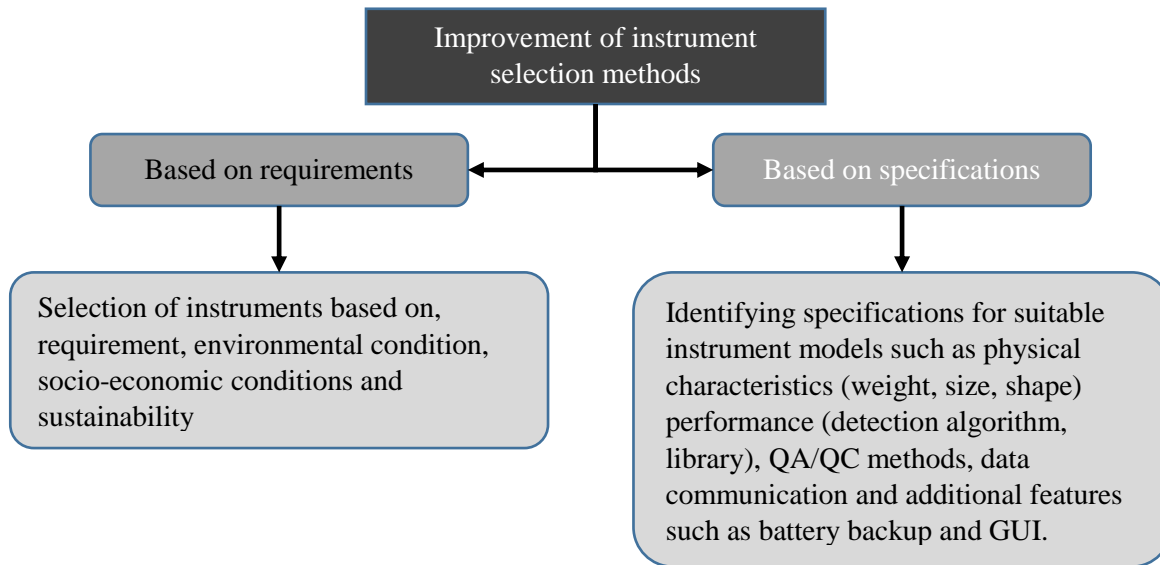 Improvement of instrument
selection methods
Based on requirements
Based on specifications
Selection of instruments based on,
requirement, environmental condition,
socio-economic conditions and
sustainability
Identifying specifications for suitable
instrument models such as physical
characteristics (weight, size, shape)
performance (detection algorithm,
library), QA/QC methods, data
communication and additional features
such as battery backup and GUI.